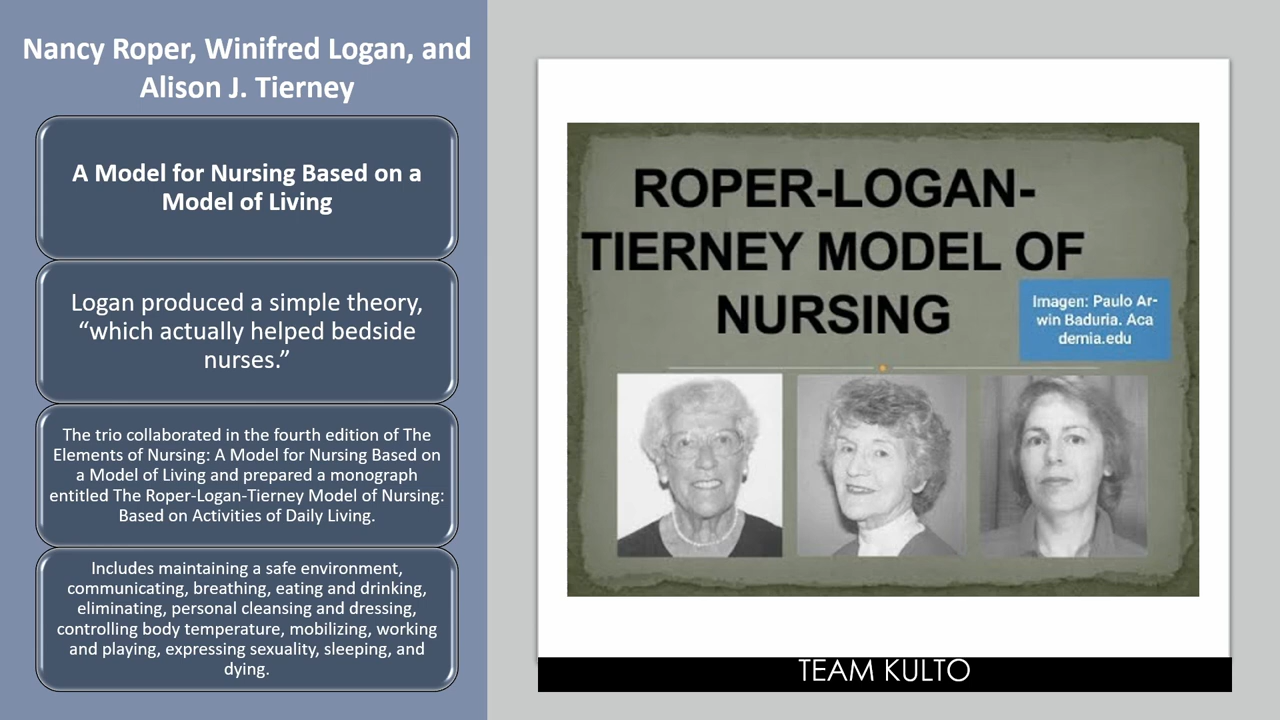 Nancy Roper, Winifred Logan, and
Alison J. Tierney
A Model for Nursing Based on a
Model of Living
Logan produced a simple theory,
“which actually helped bedside
nurses.”
The trio collaborated in the fourth edition of The
Elements of Nursing: A Model for Nursing Based on
a Model of Living and prepared a monograph
entitled The Roper-Logan-Tierney Model of Nursing:
Based on Activities of Daily Living.
Includes maintaining a safe environment,
communicating, breathing, eating and drinking,
eliminating, personal cleansing and dressing,
controlling body temperature, mobilizing, working
and playing, expressing sexuality, sleeping, and
dying.
ROPER-LOGAN-
TIERNEY MODEL OF
NURSING
Imagen: Paulo Ar-
win Baduria. Aca
demia.edu
TEAM KULTO